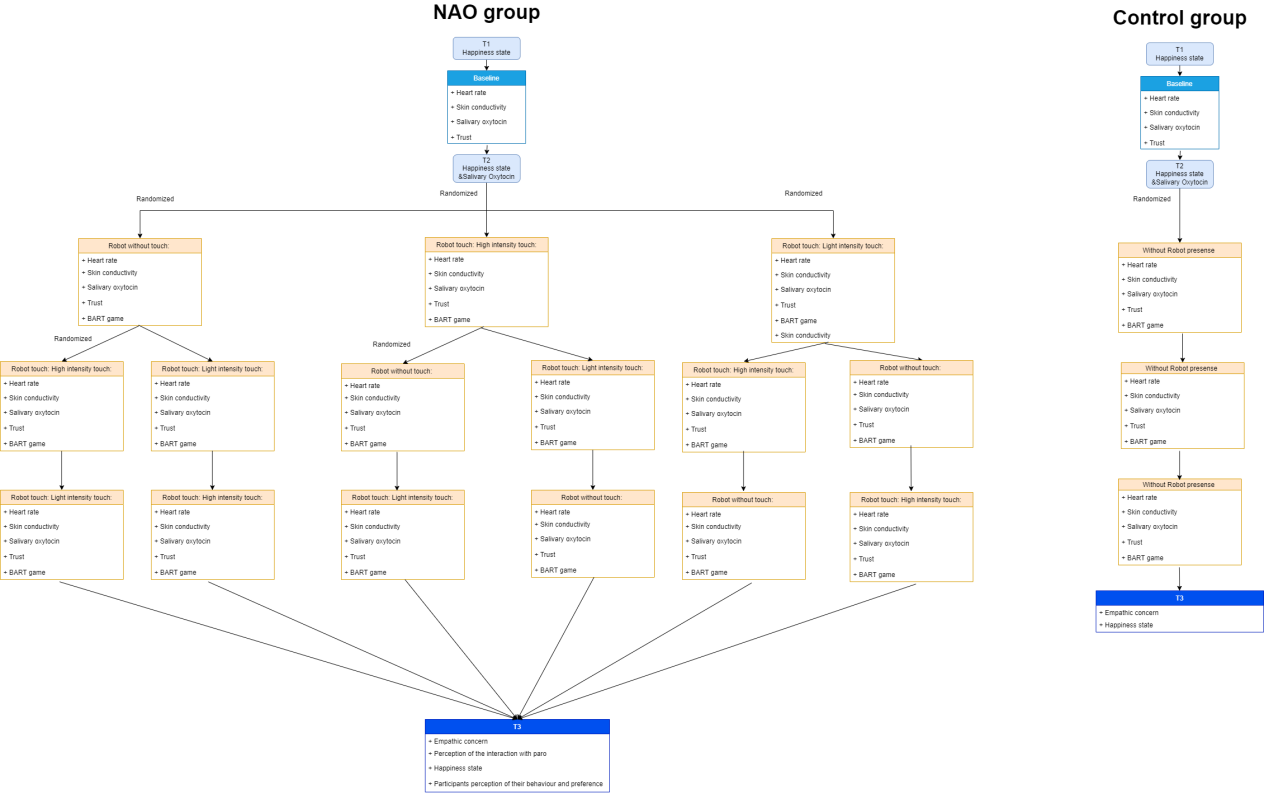 NAO group
T1
Happiness state
Baseline
+ Heart rate
+ Skin conductivity
+ Salivary oxytocin
+ Trust
T2
Happiness state
&Salivary Oxytocin
Randomized
Randomized
Randomized
Robot without touch:
+ Heart rate
+ Skin conductivity
+ Salivary oxytocin
+ Trust
+ BART game
Robot touch: High intensity touch:
+ Heart rate
+ Skin conductivity
+ Salivary oxytocin
+ Trust
+ BART game
Robot touch: Light intensity touch:
+ Heart rate
+ Skin conductivity
+ Salivary oxytocin
+ Trust
+ BART game
+ Skin conductivity
Randomized
Randomized
Robot touch: High intensity touch:
+ Heart rate
+ Skin conductivity
+ Salivary oxytocin
+ Trust
+ BART game
Robot touch: Light intensity touch:
+ Heart rate
+ Skin conductivity
+ Salivary oxytocin
+ Trust
+ BART game
Robot without touch:
+ Heart rate
+ Skin conductivity
+ Salivary oxytocin
+ Trust
+ BART game
Robot touch: Light intensity touch:
+ Heart rate
+ Skin conductivity
+ Salivary oxytocin
+ Trust
+ BART game
Robot touch: High intensity touch:
+ Heart rate
+ Skin conductivity
+ Salivary oxytocin
+ Trust
+ BART game
Robot without touch:
+ Heart rate
+ Skin conductivity
+ Salivary oxytocin
+ Trust
+ BART game
Robot touch: Light intensity touch:
+ Heart rate
+ Skin conductivity
+ Salivary oxytocin
+ Trust
+ BART game
Robot touch: High intensity touch:
+ Heart rate
+ Skin conductivity
+ Salivary oxytocin
+ Trust
+ BART game
Robot touch: Light intensity touch:
+ Heart rate
+ Skin conductivity
+ Salivary oxytocin
+ Trust
+ BART game
Robot without touch:
+ Heart rate
+ Skin conductivity
+ Salivary oxytocin
+ Trust
+ BART game
Robot without touch:
+ Heart rate
+ Skin conductivity
+ Salivary oxytocin
+ Trust
+ BART game
Robot touch: High intensity touch:
+ Heart rate
+ Skin conductivity
+ Salivary oxytocin
+ Trust
+ BART game
T3
+ Empathic concern
+ Perception of the interaction with paro
+ Happiness state
+ Participants perception of their behaviour and preference
Control group
T1
Happiness state
Baseline
+ Heart rate
+ Skin conductivity
+ Salivary oxytocin
+ Trust
T2
Happiness state
&Salivary Oxytocin
Randomized
Without Robot presense
+ Heart rate
+ Skin conductivity
+ Salivary oxytocin
+ Trust
+ BART game
Without Robot presense
+ Heart rate
+ Skin conductivity
+ Salivary oxytocin
+ Trust
+ BART game
Without Robot presense
+ Heart rate
+ Skin conductivity
+ Salivary oxytocin
+ Trust
+ BART game
T3
+ Empathic concern
+ Happiness state